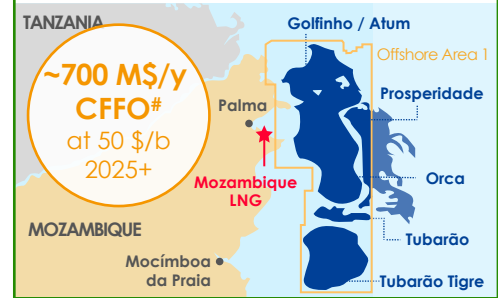 TANZANIA
Golfinho / Atum
Offshore Area 1
~700 M$/y
CFFO#
at 50 $/b
2025+
Palma
Prosperidade
Mozambique
LNG
Orca
MOZAMBIQUE
Tubarão
Mocímboa
da Praia
Tubarão Tigre